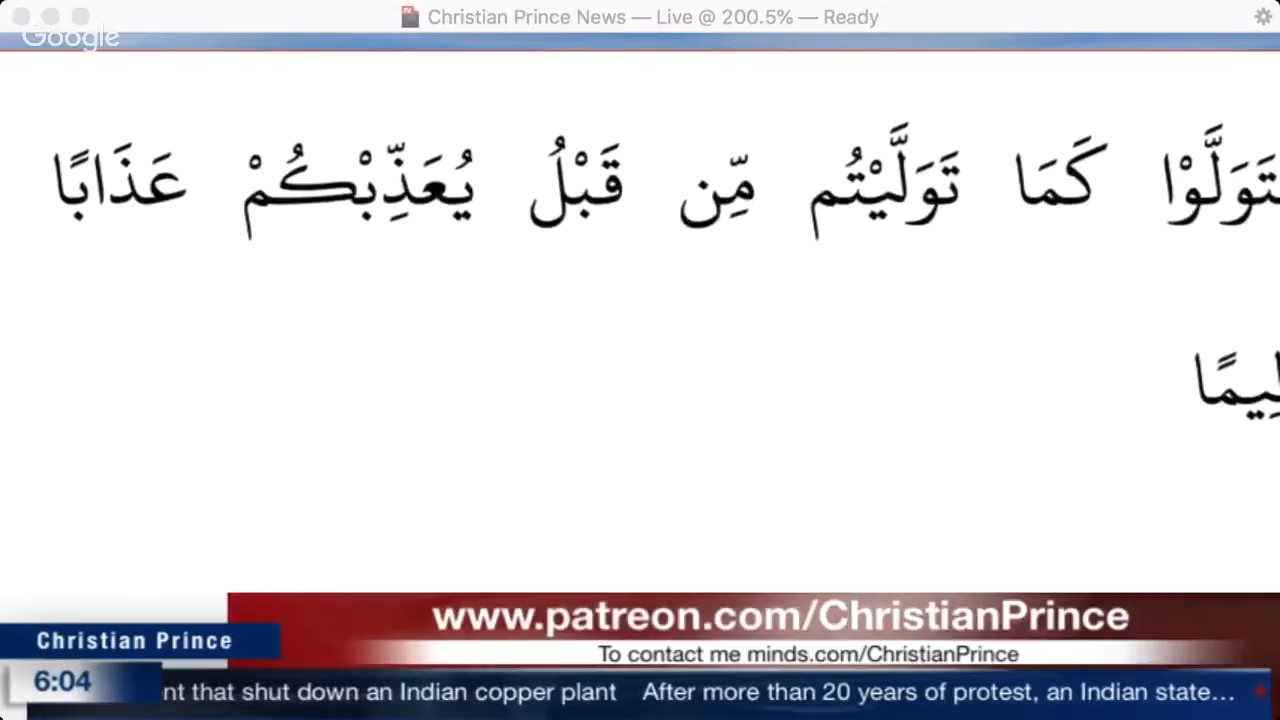 Christian Prince News — Live @ 200.5% — Ready
Google
تَوَلَّوْا كَمَا تَوَلَّيْتُم مِّن قَبْلُ يُعَذِّبْكُمْ عَذَابًا
لِيمًا
www.patreon.com/ChristianPrince
Christian Prince
To contact me minds.com/ChristianPrince
6:04
nt that shut down an Indian copper plant After more than 20 years of protest, an Indian state...